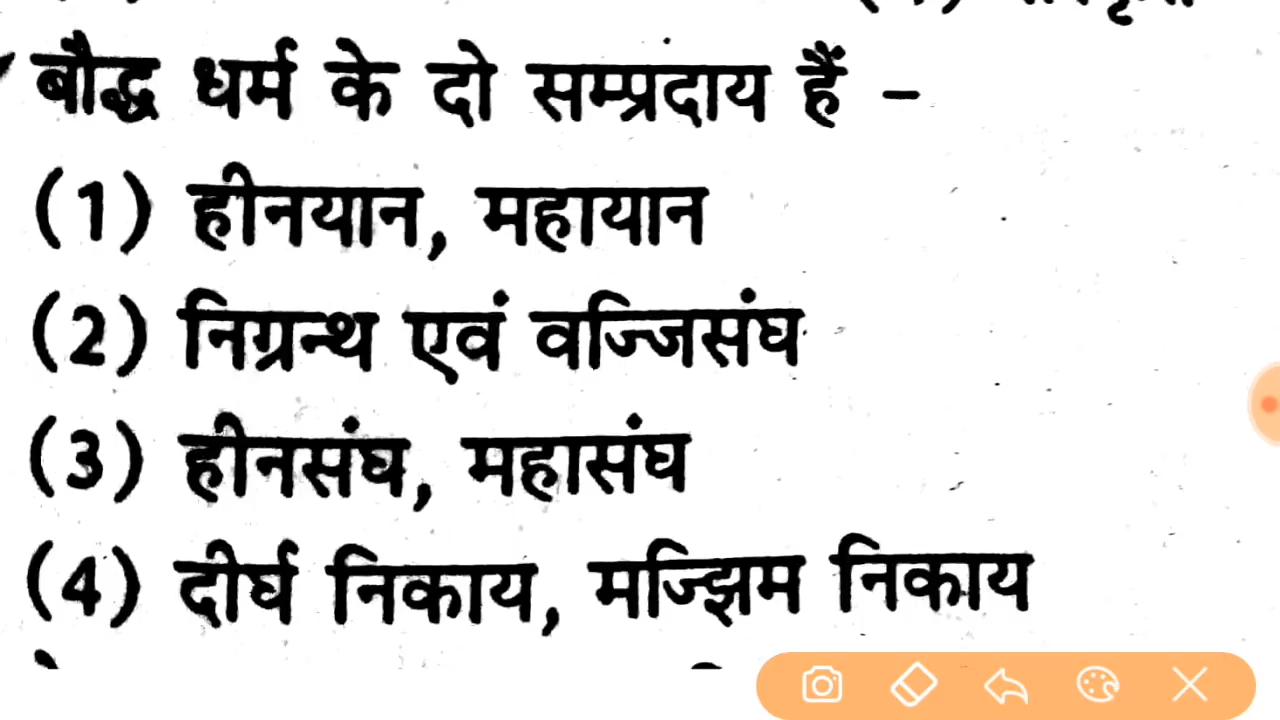 बौद्ध धर्म के दो सम्प्रदाय हैं -
(1) हीनयान, महायान
(2) निग्रन्थ एवं वज्जिसंघ
(3) हीनसंघ, महासंघ
(4) दीर्घ निकाय, मज्झिम निकाय